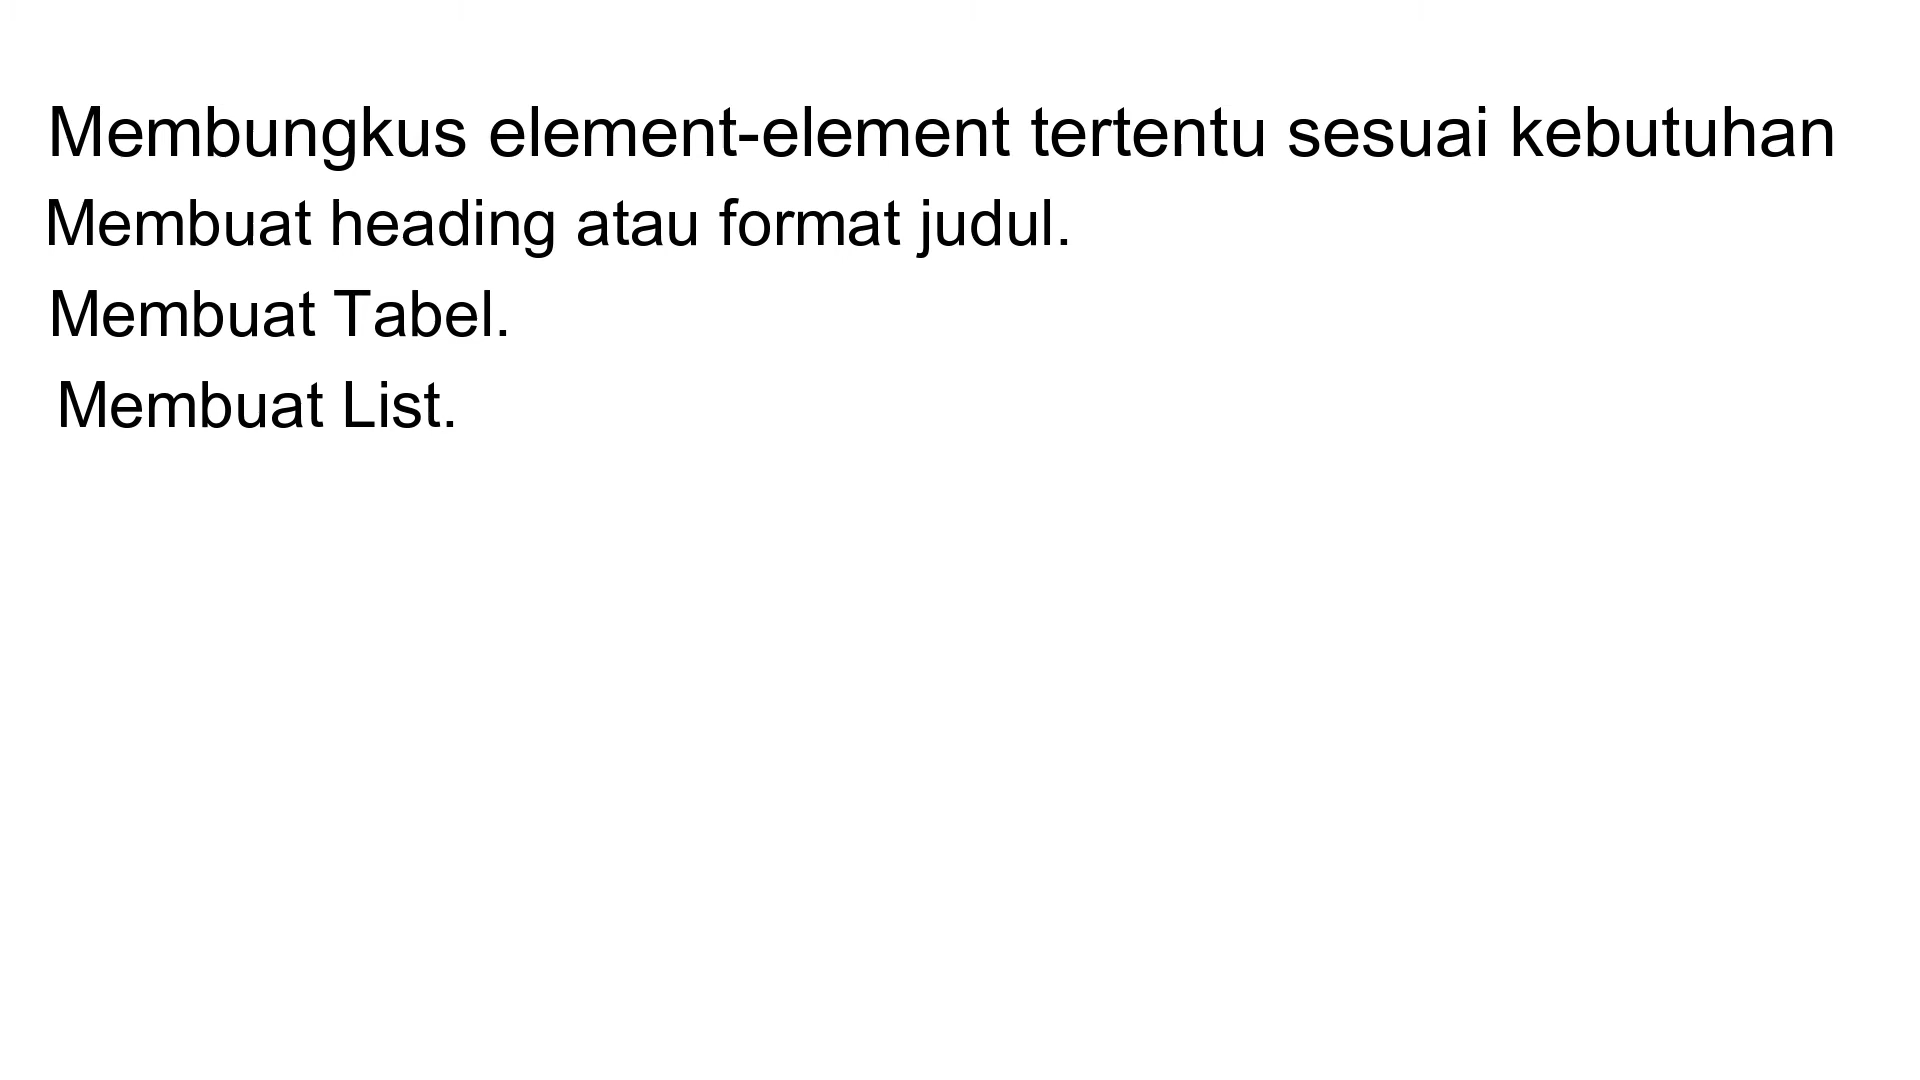 Membungkus element-element tertentu sesuai kebutuhan
Membuat heading atau format judul.
Membuat Tabel.
Membuat List.